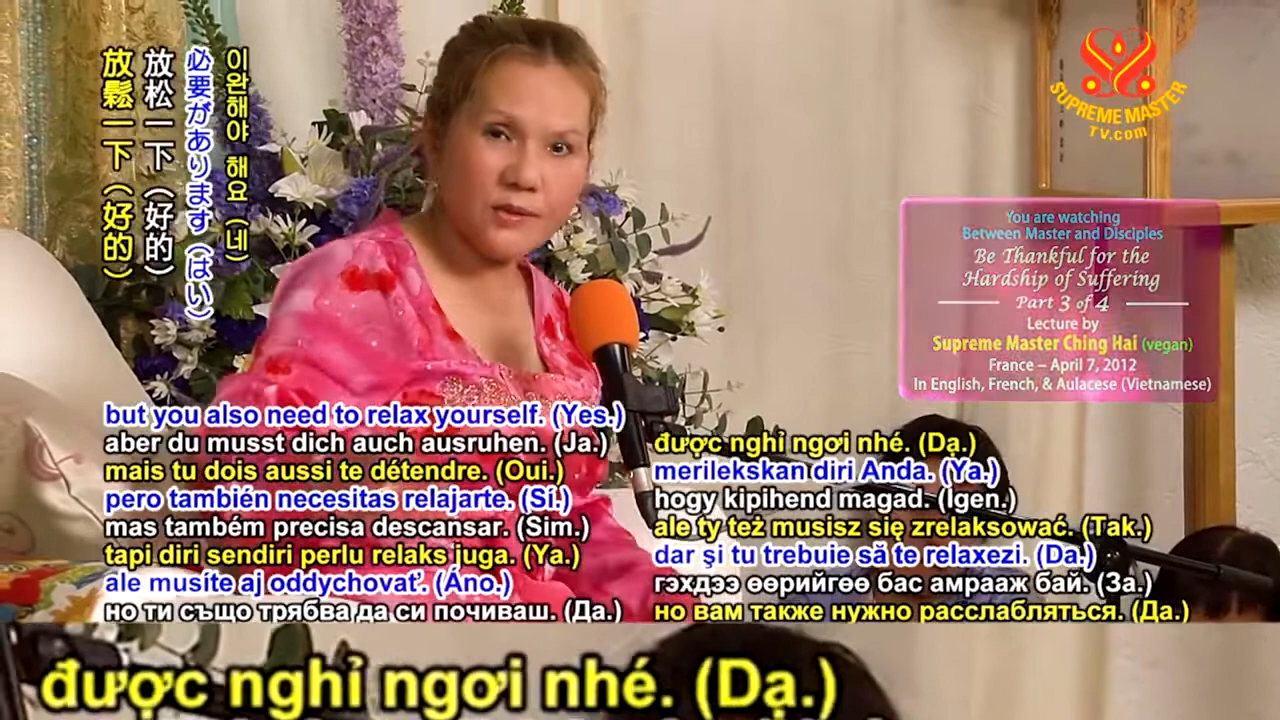 放鬆一下 (好的)
放松一下 (好的)
必要があります (はい)
이완해야 해요 (네)
SUPREME MASTER
TV.com
You are watching
Between Master and Disciples
Be Thankful for the
Hardship of Suffering
Part 3 of 4
Lecture by
Supreme Master Ching Hai (vegan)
France – April 7, 2012
In English, French, & Aulacese (Vietnamese)
but you also need to relax yourself. (Yes.)
aber du musst dich auch ausruhen. (Ja.)
mais tu dois aussi te détendre. (Oui.)
pero también necesitas relajarte. (Sí.)
mas também precisa descansar. (Sim.)
tapi diri sendiri perlu relaks juga. (Ya.)
ale musíte aj oddychovať. (Áno.)
но ти също трябва да си почиваш. (Да.)
được nghỉ ngơi nhé. (Dạ.)
merilekskan diri Anda. (Ya.)
hogy kipihend magad. (Igen.)
ale ty też musisz się zrelaksować. (Tak.)
dar şi tu trebuie să te relaxezi. (Da.)
гэхдээ өөрийгөө бас амрааж бай. (За.)
но вам также нужно расслабляться. (Да.)
được nghỉ ngơi nhé. (Dạ.)